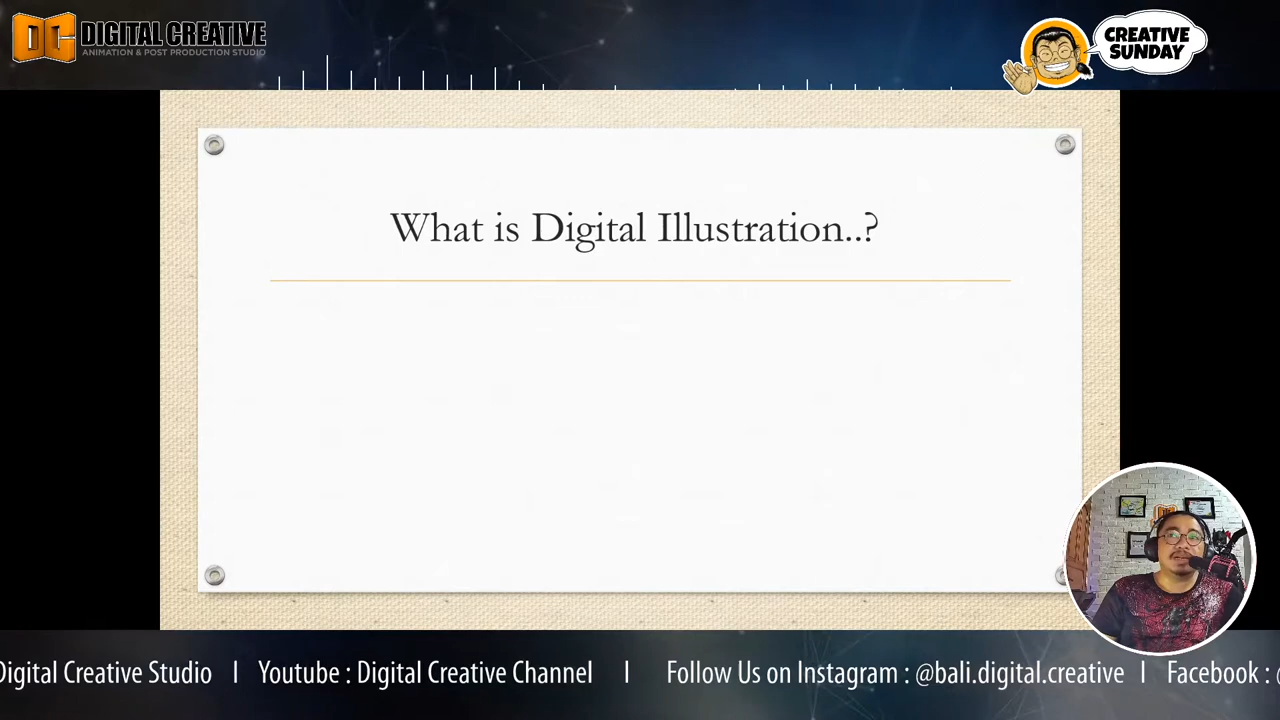 DIGITAL CREATIVE
ANIMATION & POST PRODUCTION STUDIO
CREATIVE
SUNDAY
What is Digital Illustration..?
Digital Creative Studio I Youtube : Digital Creative Channel I Follow Us on Instagram : @bali.digital.creative I Facebook : @